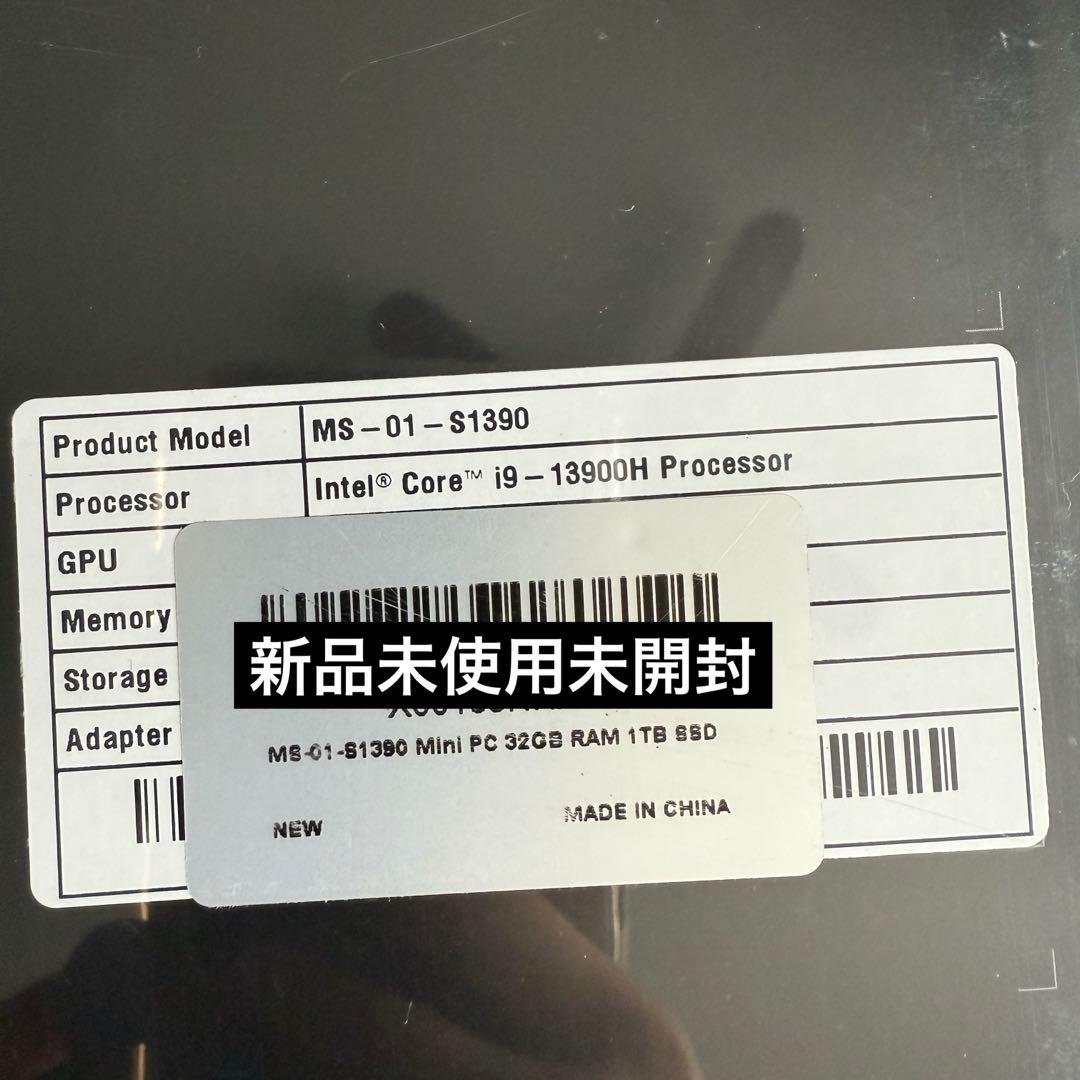 Product Model MS-01-S1390
Processor Intel® Core™ i9-13900H Processor
GPU
Memory
Storage
Adapter
新品未使用未開封
MS-01-S1390 Mini PC 32GB RAM 1TB SSD
NEW MADE IN CHINA